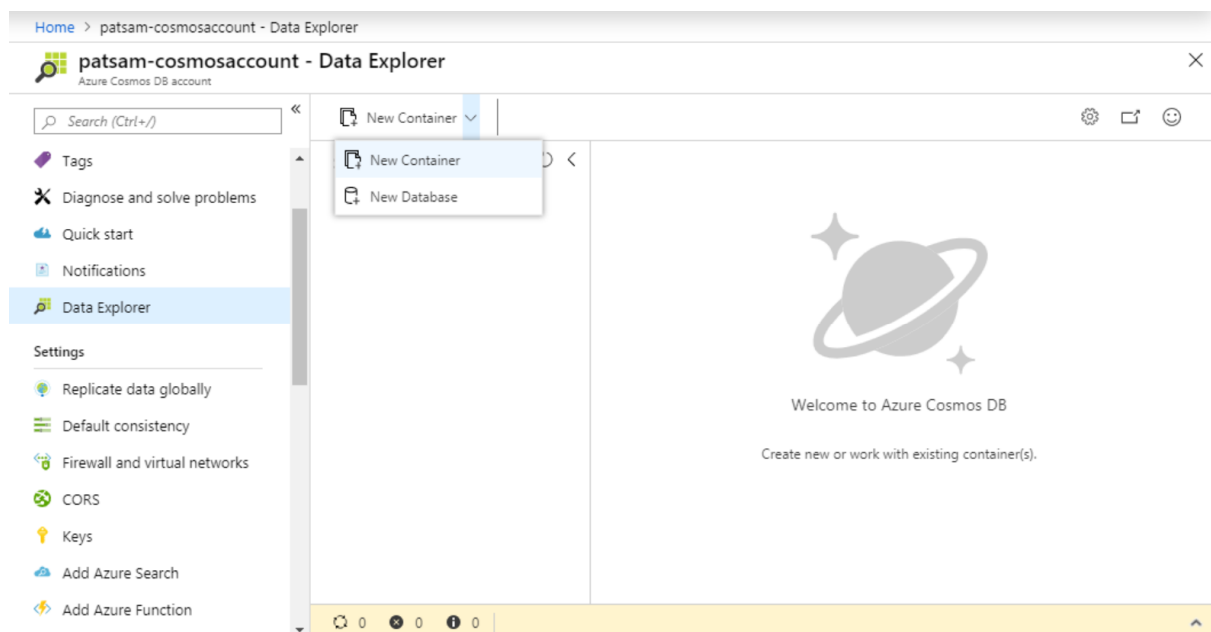 Home > patsam-cosmosaccount - Data Explorer
patsam-cosmosaccount - Data Explorer
Azure Cosmos DB account
Search (Ctrl+/)
Tags
Diagnose and solve problems
Quick start
Notifications
Data Explorer
Settings
Replicate data globally
Default consistency
Firewall and virtual networks
CORS
Keys
Add Azure Search
Add Azure Function
New Container
New Container
New Database
Welcome to Azure Cosmos DB
Create new or work with existing container(s).
0 0 0